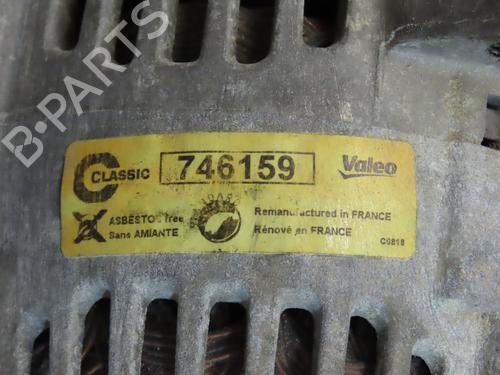 B-PARTS
C CLASSIC 746159 Valeo
ASBESTOS free
Sans AMIANTE
Remanufactured in FRANCE
Rénové en FRANCE
C0818